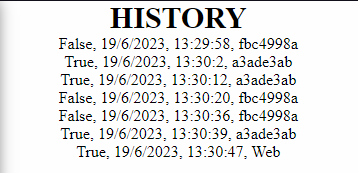 HISTORY
False, 19/6/2023, 13:29:58, fbc4998a
True, 19/6/2023, 13:30:2, a3ade3ab
True, 19/6/2023, 13:30:12, a3ade3ab
False, 19/6/2023, 13:30:20, fbc4998a
False, 19/6/2023, 13:30:36, fbc4998a
True, 19/6/2023, 13:30:39, a3ade3ab
True, 19/6/2023, 13:30:47, Web